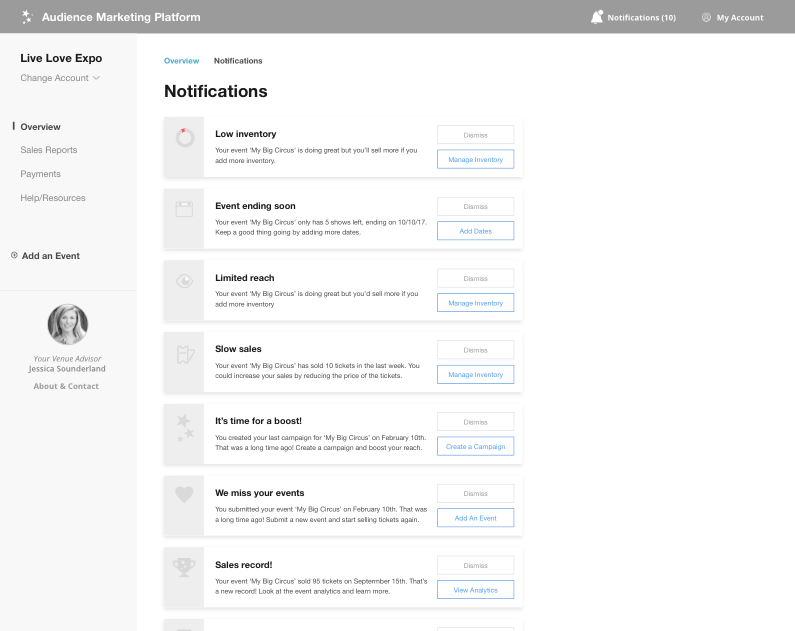 Audience Marketing Platform
Notifications (10)
My Account
Live Love Expo
Change Account
Overview
Sales Reports
Payments
Help/Resources
Add an Event
Your Venue Advisor
Jessica Sounderland
About & Contact
Overview
Notifications
Notifications
Low inventory
Your event 'My Big Circus' is doing great but you'll sell more if you
add more inventory.
Dismiss
Manage Inventory
Event ending soon
Your event 'My Big Circus' only has 5 shows left, ending on 10/10/17.
Keep a good thing going by adding more dates.
Dismiss
Add Dates
Limited reach
Your event 'My Big Circus' is doing great but you'd sell more if you
add more inventory
Dismiss
Manage Inventory
Slow sales
Your event 'My Big Circus' has sold 10 tickets in the last week. You
could increase your sales by reducing the price of the tickets.
Dismiss
Manage Inventory
It's time for a boost!
You created your last campaign for 'My Big Circus' on February 10th.
That was a long time ago! Create a campaign and boost your reach.
Dismiss
Create a Campaign
We miss your events
You submitted your event 'My Big Circus' on February 10th. That was
a long time ago! Submit a new event and start selling tickets again.
Dismiss
Add An Event
Sales record!
Your event 'My Big Circus' sold 95 tickets on Septermber 15th. That's
a new record! Look at the event analytics and learn more.
Dismiss
View Analytics